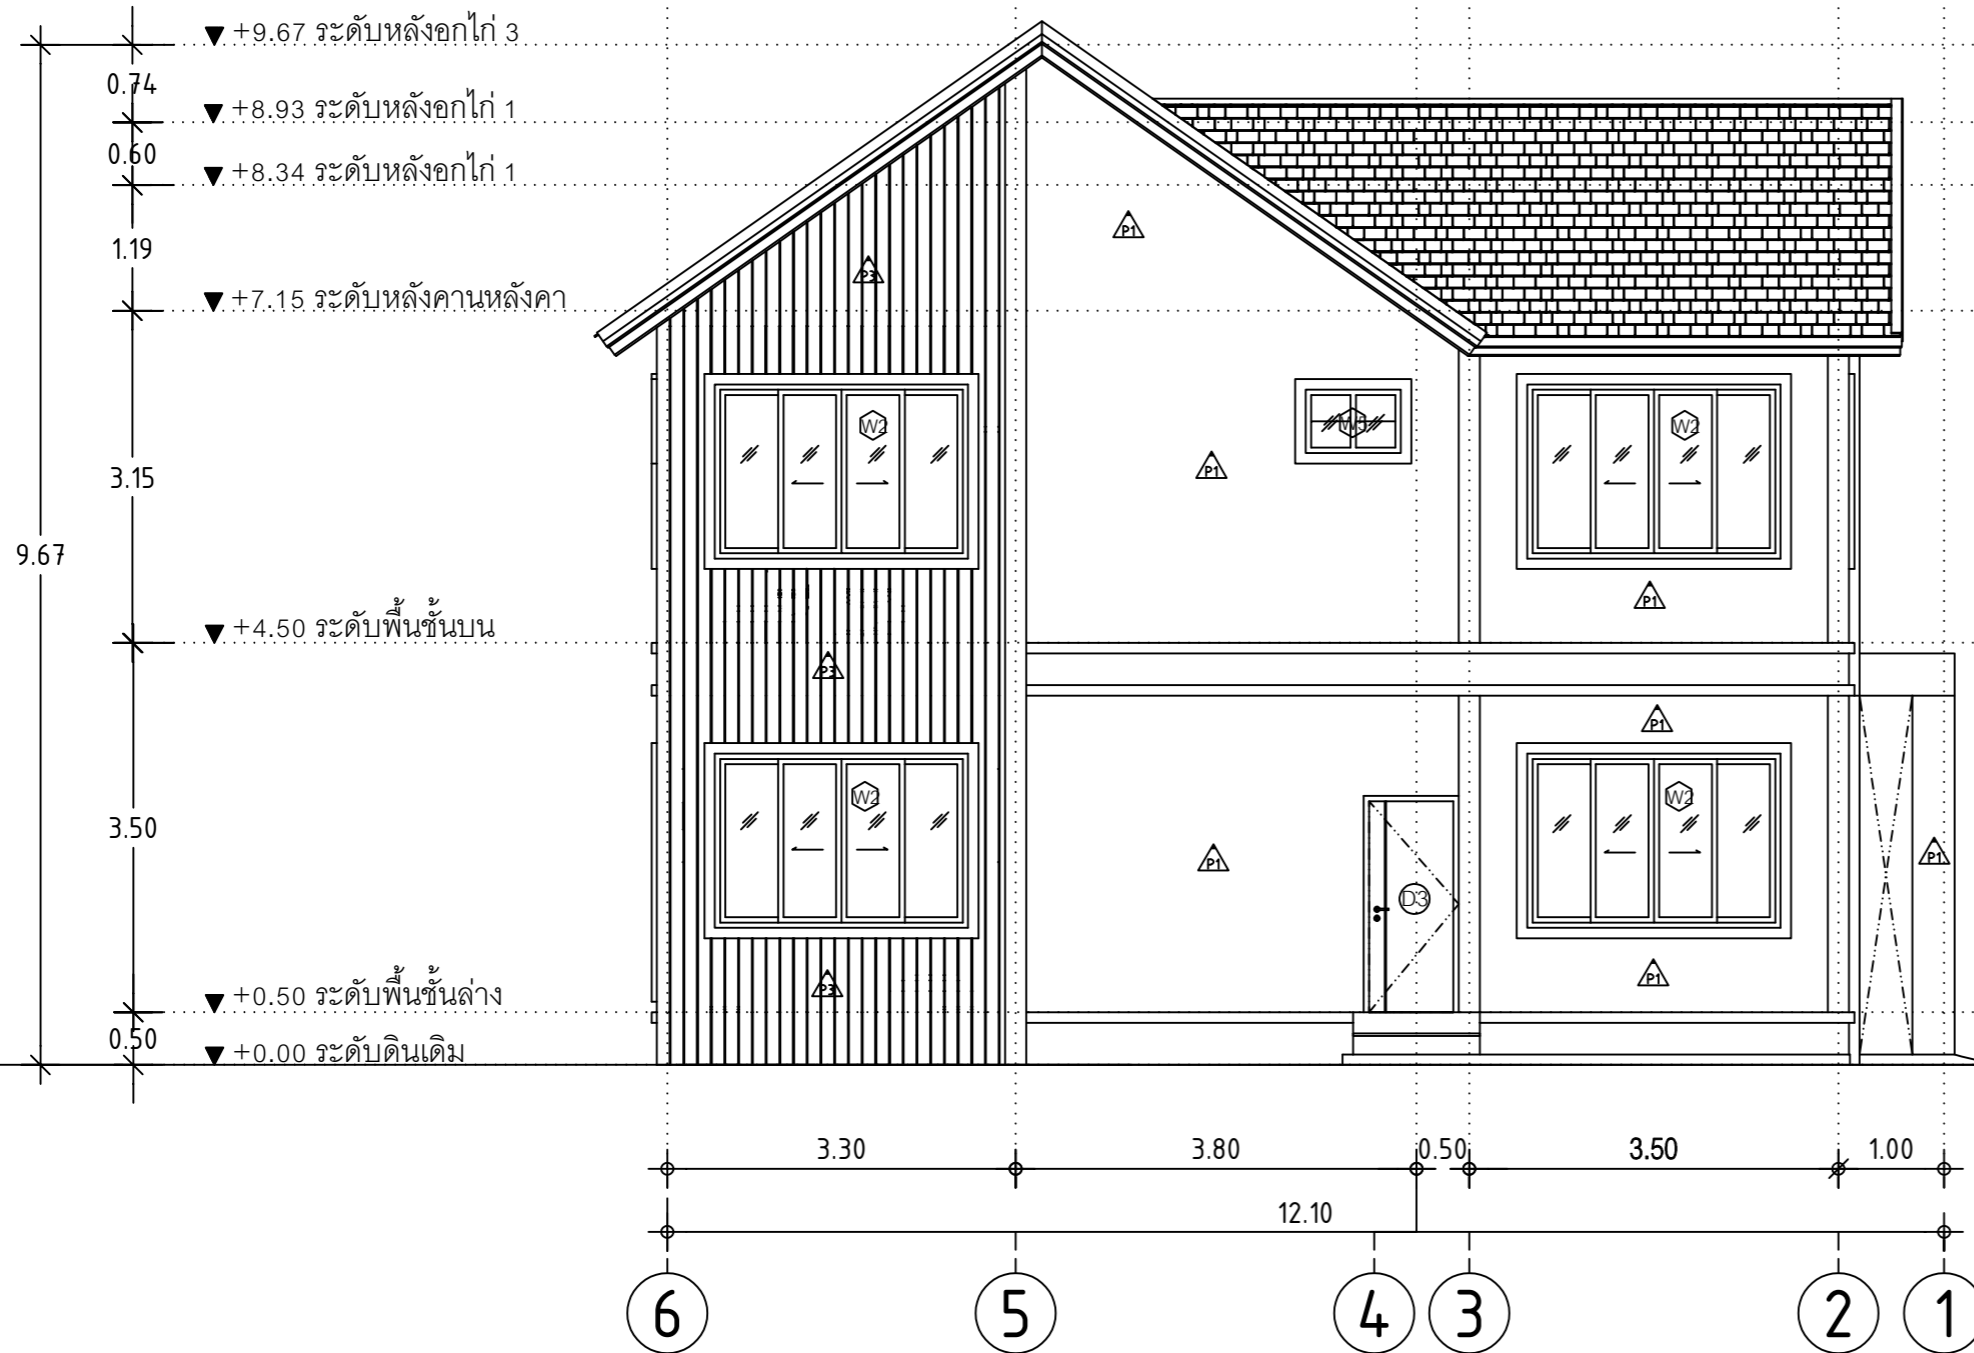 +9.67 ระดับหลังอกไก่ 3
0.74
+8.93 ระดับหลังอกไก่ 1
0.60
+8.34 ระดับหลังอกไก่ 1
1.19
+7.15 ระดับหลังคานหลังคา
3.15
9.67
+4.50 ระดับพื้นชั้นบน
3.50
+0.50 ระดับพื้นชั้นล่าง
0.50
+0.00 ระดับดินเดิม
P1
P3
W2
W5
W2
P1
P1
P3
P1
W2
W2
P1
P1
D3
P3
P1
3.30
3.80
0.50
3.50
1.00
12.10
6
5
4
3
2
1